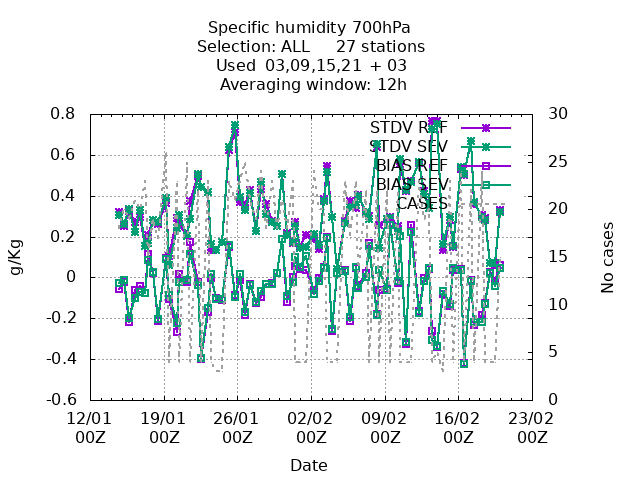 Specific humidity 700hPa
Selection: ALL 27 stations
Used 03,09,15,21 + 03
Averaging window: 12h
0.8
0.6
0.4
0.2
0
-0.2
-0.4
-0.6
30
25
20
15
10
5
0
STDV REF
STDV SEV
BIAS REF
BIAS SEV
CASES
g/Kg
No cases
12/01 19/01 26/01 02/02 09/02 16/02 23/02
00Z 00Z 00Z 00Z 00Z 00Z 00Z
Date